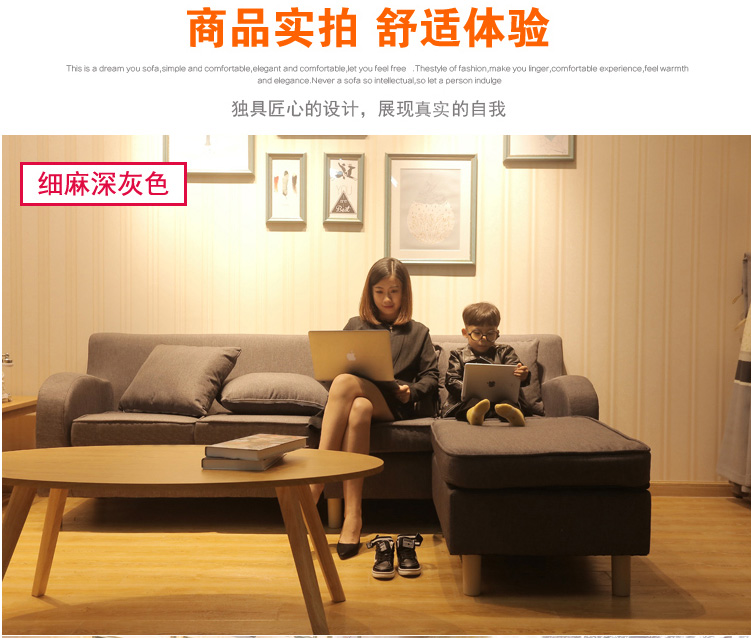 商品实拍 舒适体验
This is a dream you sofa,simple and comfortable,elegant and comfortable,let you feel free .Thestyle of fashion,make you linger,comfortable experience,feel warmth
and elegance.Never a sofa so intellectual,so let a person indulge
独具匠心的设计，展现真实的自我
细麻深灰色
Best